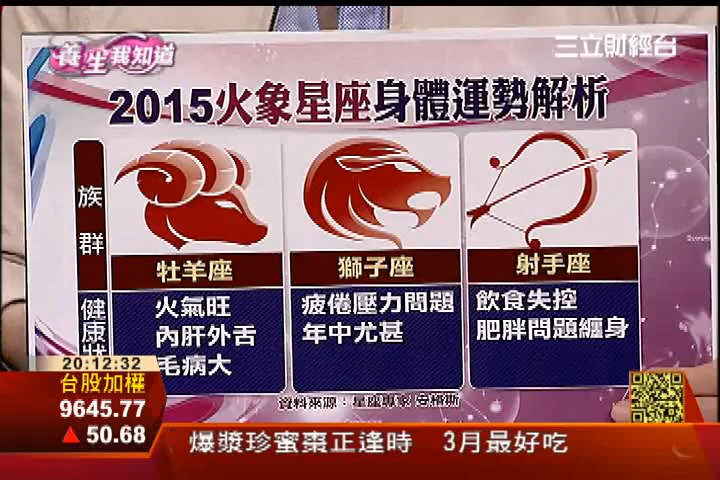 養生我知道
三立財經台
2015火象星座身體運勢解析
族群
牡羊座
獅子座
射手座
健康狀
火氣旺
內肝外舌
毛病大
疲倦壓力問題
年中尤甚
飲食失控
肥胖問題纏身
資料來源：星座專家 安格斯
20:12:32
台股加權
9645.77
▲50.68
爆漿珍蜜棗正逢時 3月最好吃